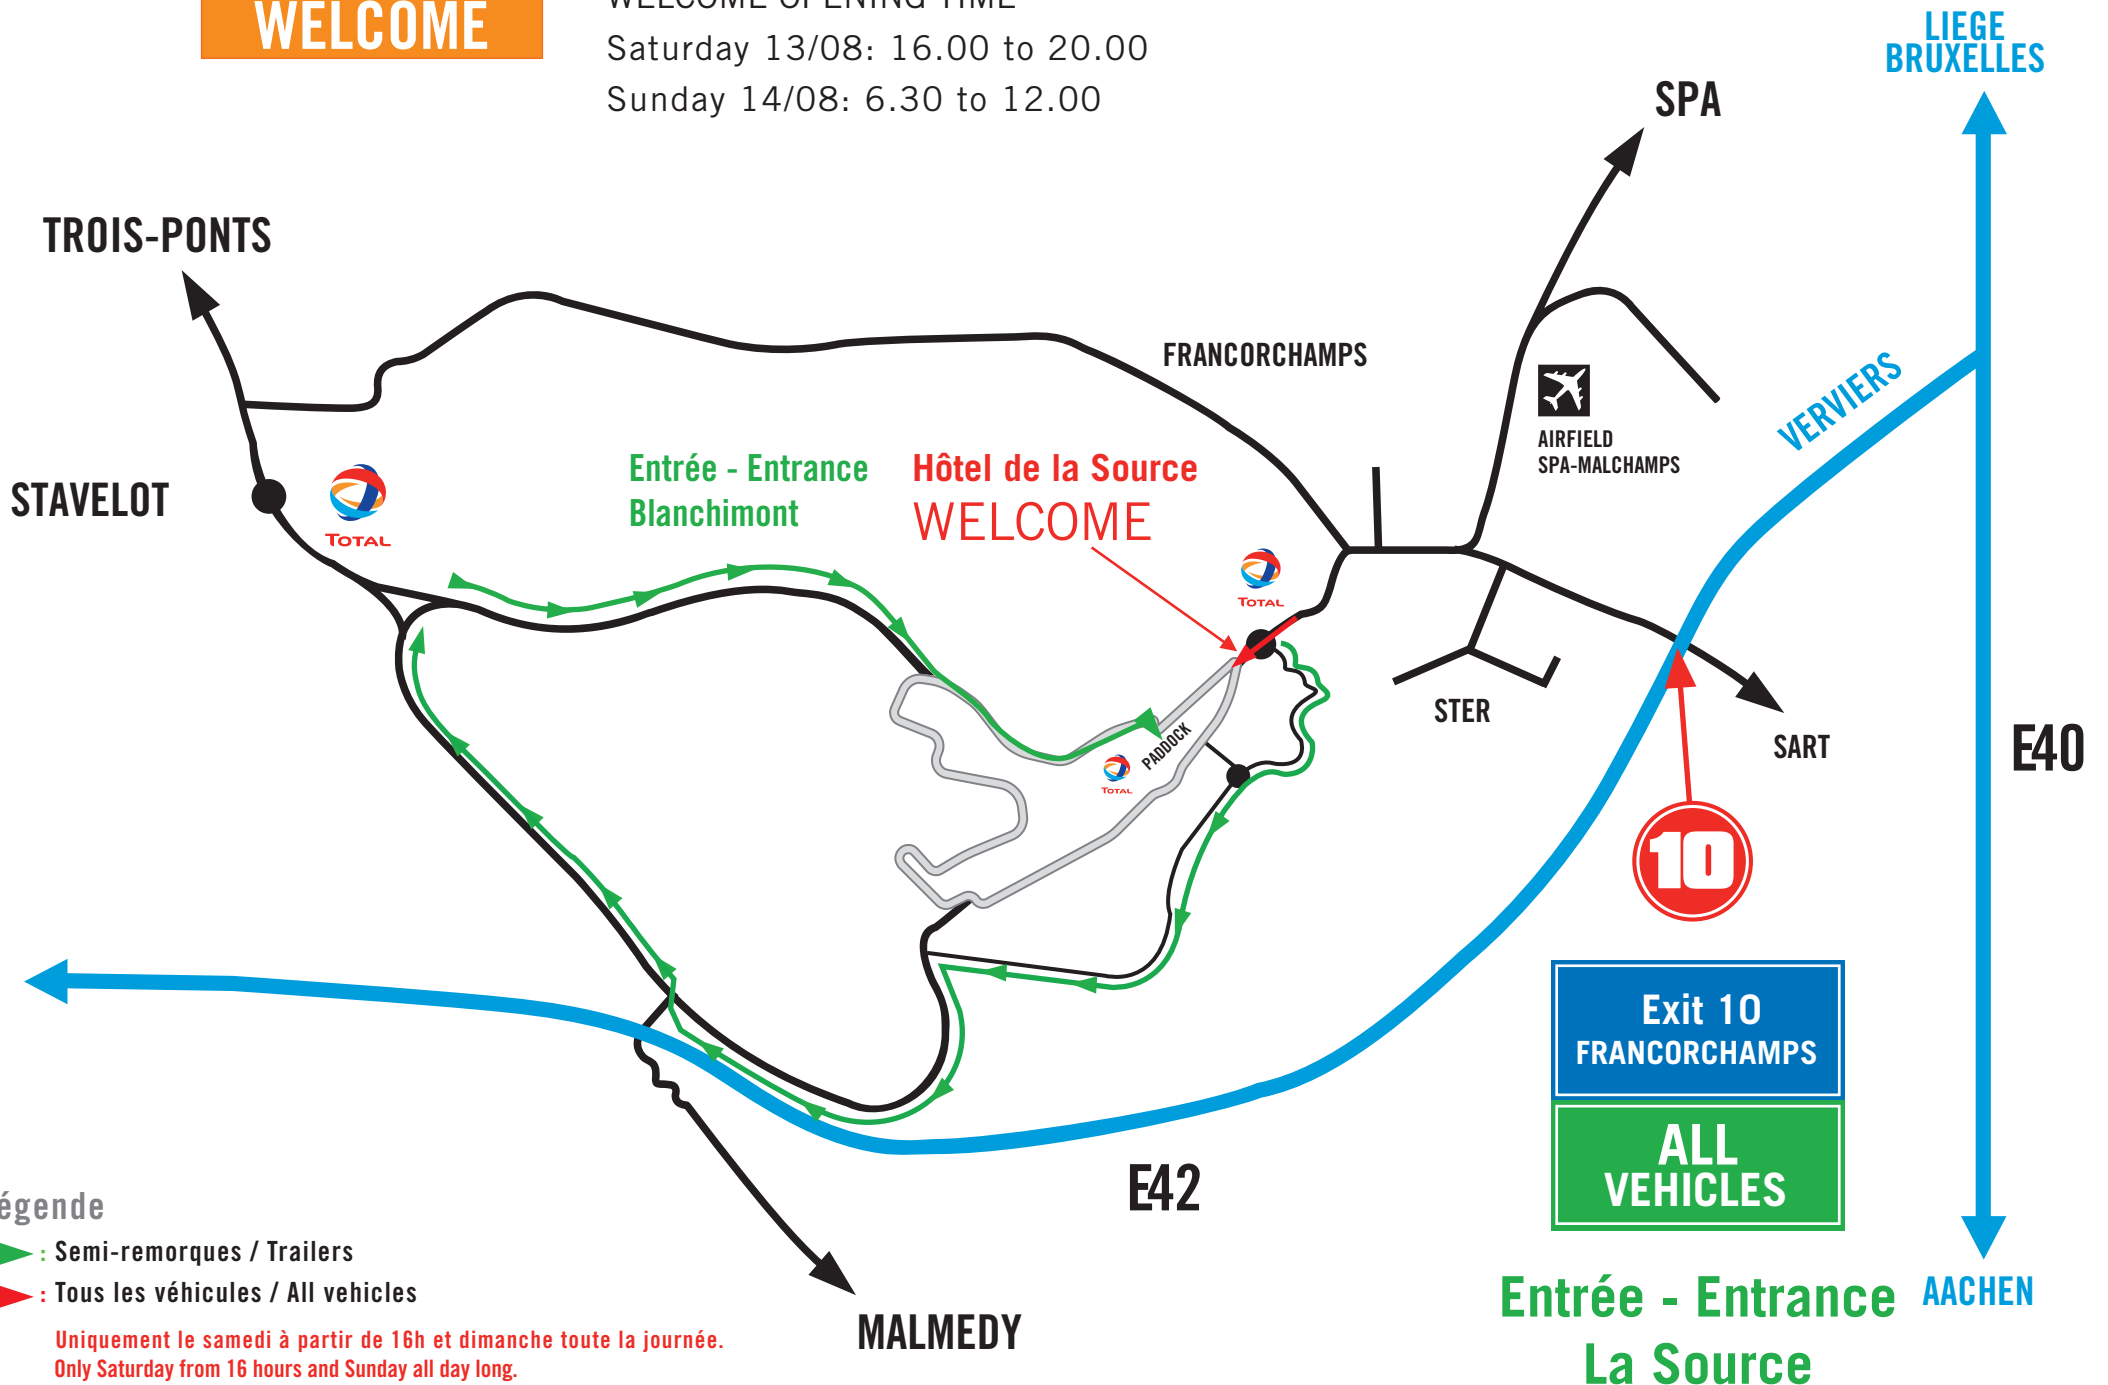 WELCOME
WELCOME OPENING TIME
Saturday 13/08: 16.00 to 20.00
Sunday 14/08: 6.30 to 12.00
LIEGE
BRUXELLES
SPA
TROIS-PONTS
FRANCORCHAMPS
VERVIERS
AIRFIELD
SPA-MALCHAMPS
STAVELOT
TOTAL
Entrée - Entrance
Blanchimont
Hôtel de la Source
WELCOME
TOTAL
STER
SART
E40
PADDOCK
TOTAL
10
Exit 10
FRANCORCHAMPS
ALL
VEHICLES
E42
égende
: Semi-remorques / Trailers
: Tous les véhicules / All vehicles
Uniquement le samedi à partir de 16h et dimanche toute la journée.
Only Saturday from 16 hours and Sunday all day long.
MALMEDY
Entrée - Entrance
La Source
AACHEN